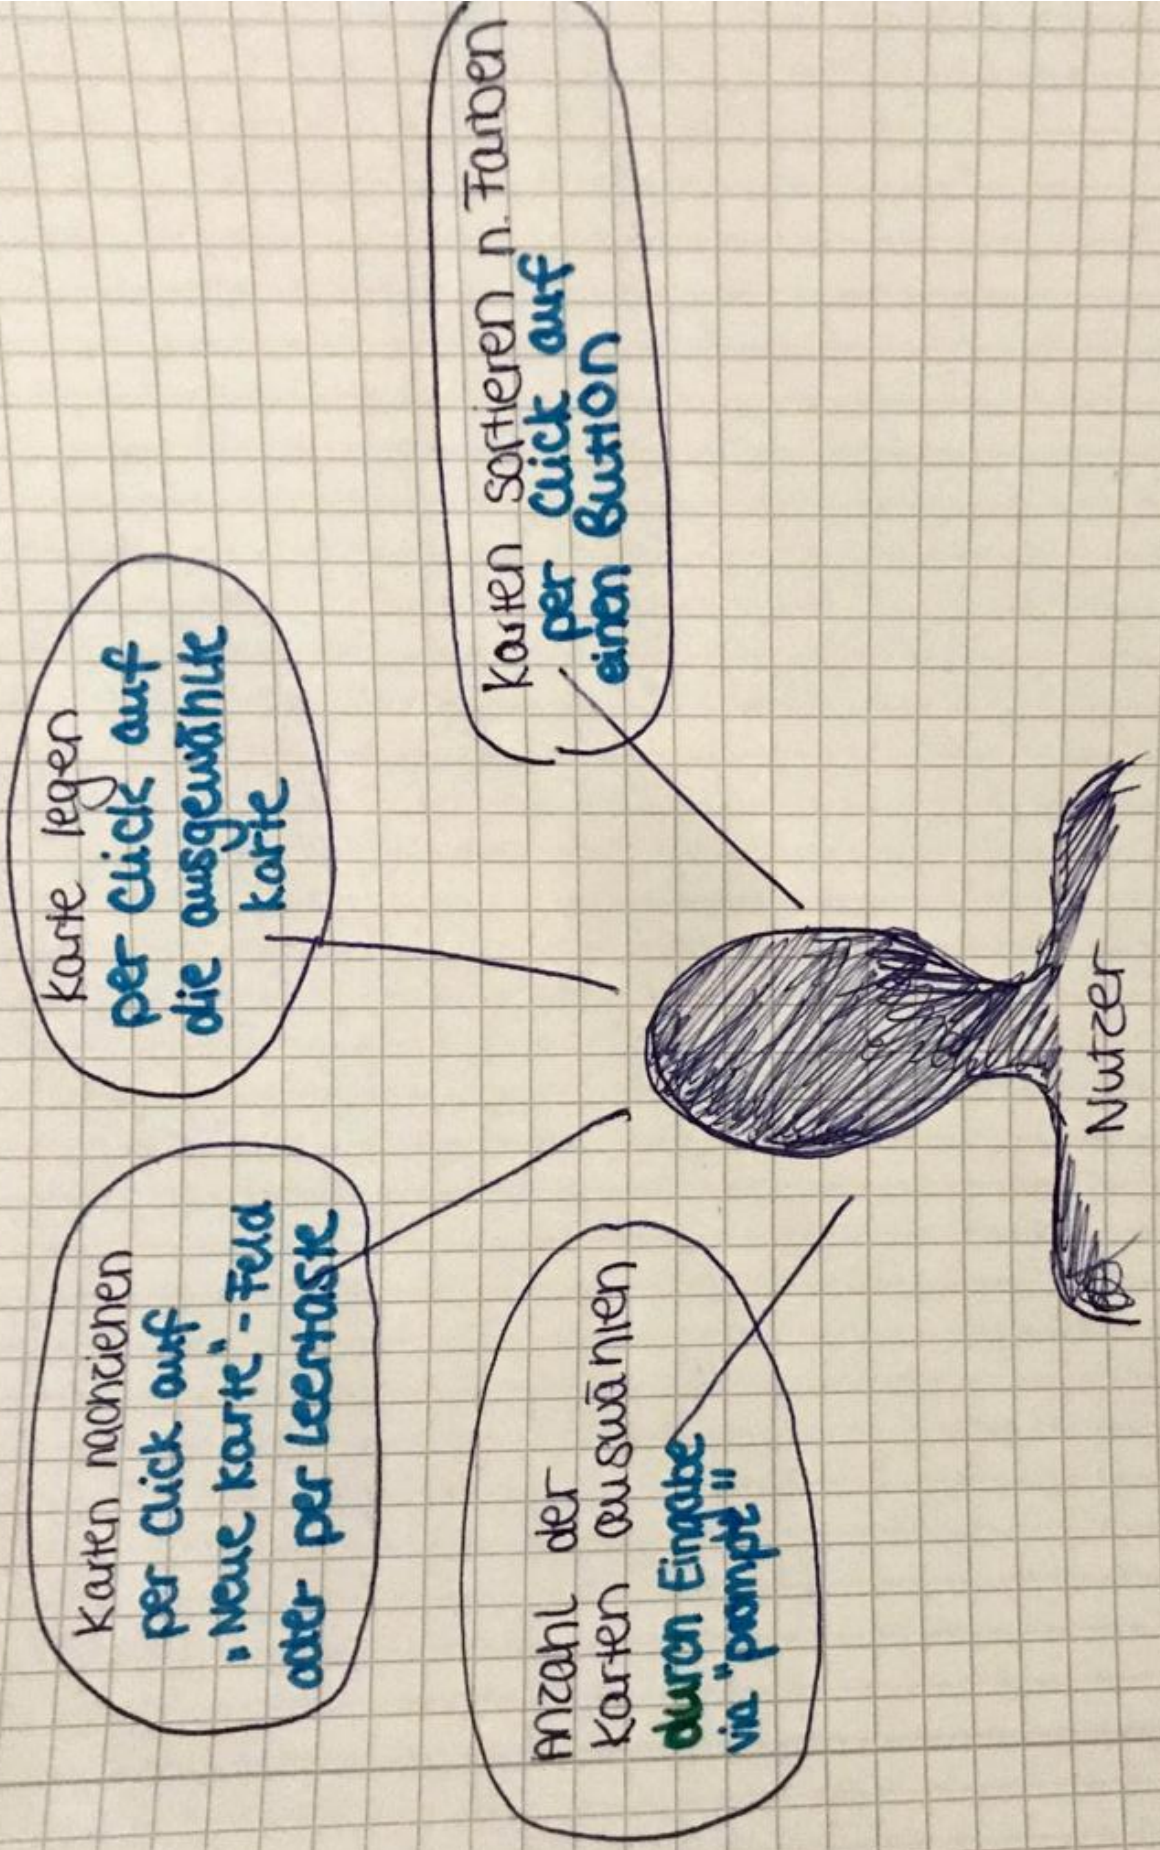 Anzahl der
Karten auswählen
durch Eingabe
via "prompt"
Karten nachziehen
per click auf
„Neue Karte"-Feld
oder per Leertaste
Karte legen
per Click auf
die ausgewählte
Karte
Karten sortieren n. Farben
per Click auf
einen Button
Nutzer